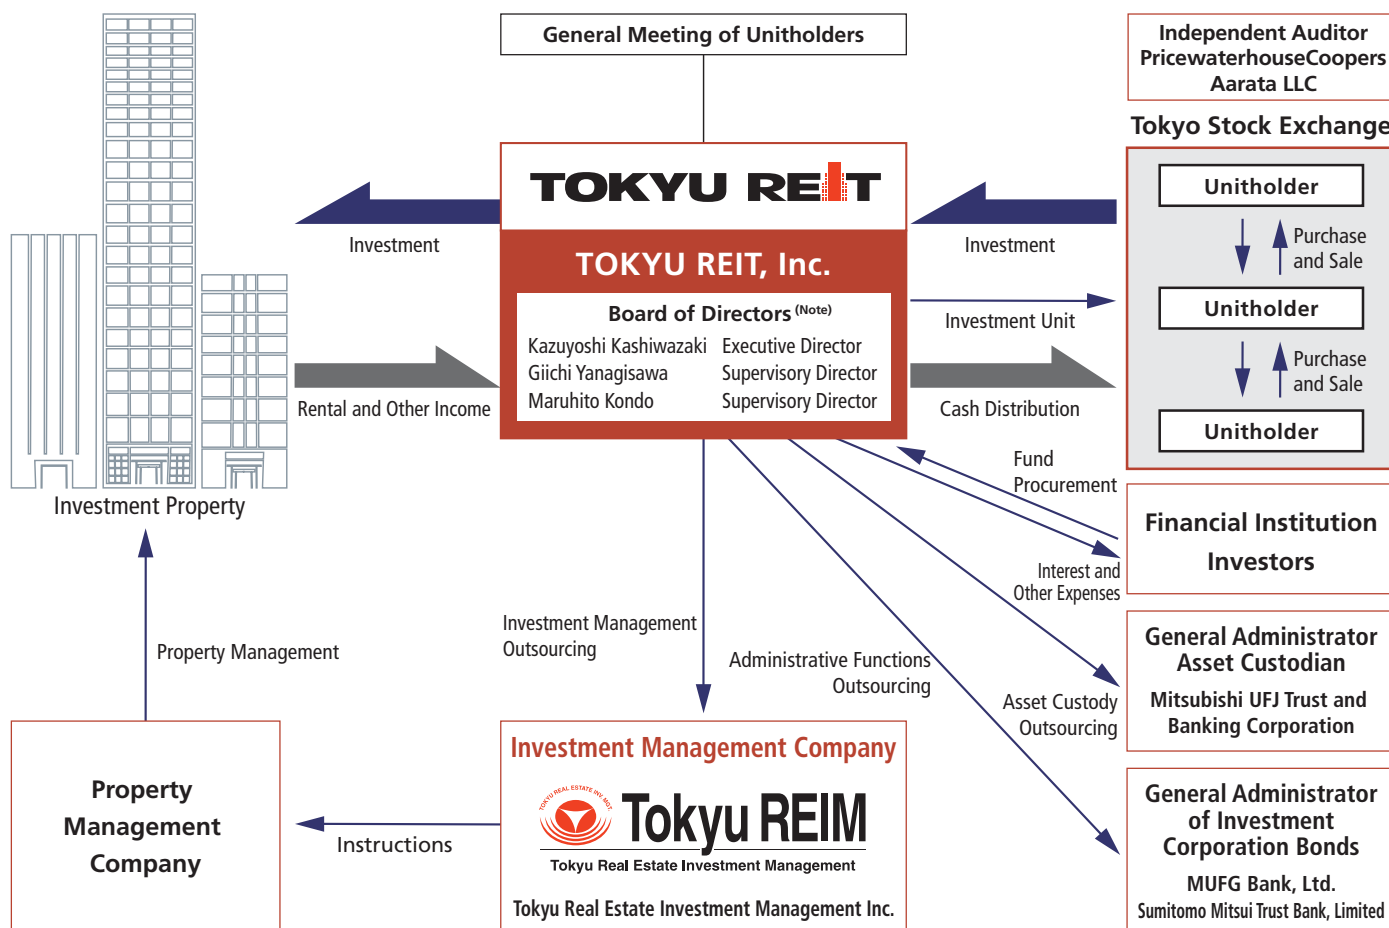 General Meeting of Unitholders
Independent Auditor
PricewaterhouseCoopers
Aarata LLC
Tokyo Stock Exchange
TOKYU REIT
Unitholder
Investment
Investment
Purchase
and Sale
TOKYU REIT, Inc.
Board of Directors (Note)
Kazuyoshi Kashiwazaki Executive Director
Giichi Yanagisawa Supervisory Director
Maruhito Kondo Supervisory Director
Unitholder
Investment Unit
Purchase
and Sale
Rental and Other Income
Cash Distribution
Unitholder
Investment Property
Fund
Procurement
Financial Institution
Investors
Interest and
Other Expenses
Property Management
Investment Management
Outsourcing
Administrative Functions
Outsourcing
Asset Custody
Outsourcing
General Administrator
Asset Custodian
Mitsubishi UFJ Trust and
Banking Corporation
Property
Management
Company
Instructions
Investment Management Company
TOKYU REAL ESTATE INV. MGT.
Tokyu REIM
Tokyu Real Estate Investment Management
Tokyu Real Estate Investment Management Inc.
General Administrator
of Investment
Corporation Bonds
MUFG Bank, Ltd.
Sumitomo Mitsui Trust Bank, Limited